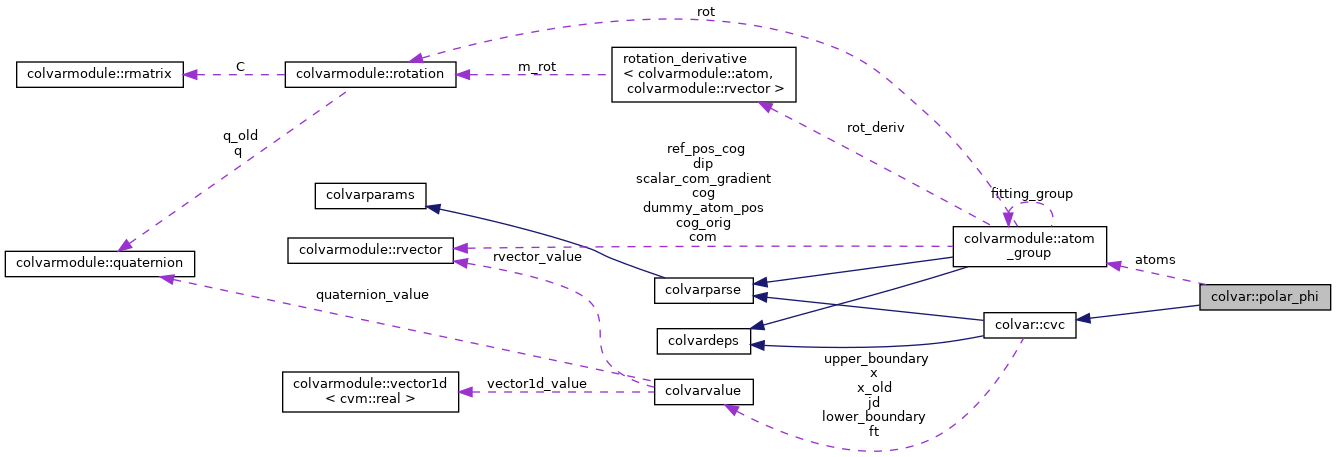 rot
colvarmodule::rmatrix
C
colvarmodule::rotation
m_rot
rotation_derivative
< colvarmodule::atom,
colvarmodule::rvector >
q_old
q
rot_deriv
ref_pos_cog
dip
scalar_com_gradient
cog
dummy_atom_pos
cog_orig
com
fitting_group
colvarparams
colvarmodule::rvector
colvarmodule::atom
_group
atoms
colvarmodule::quaternion
rvector_value
quaternion_value
colvarparse
colvar::polar_phi
colvardeps
colvar::cvc
colvarmodule::vector1d
< cvm::real >
vector1d_value
colvarvalue
upper_boundary
x
x_old
jd
lower_boundary
ft